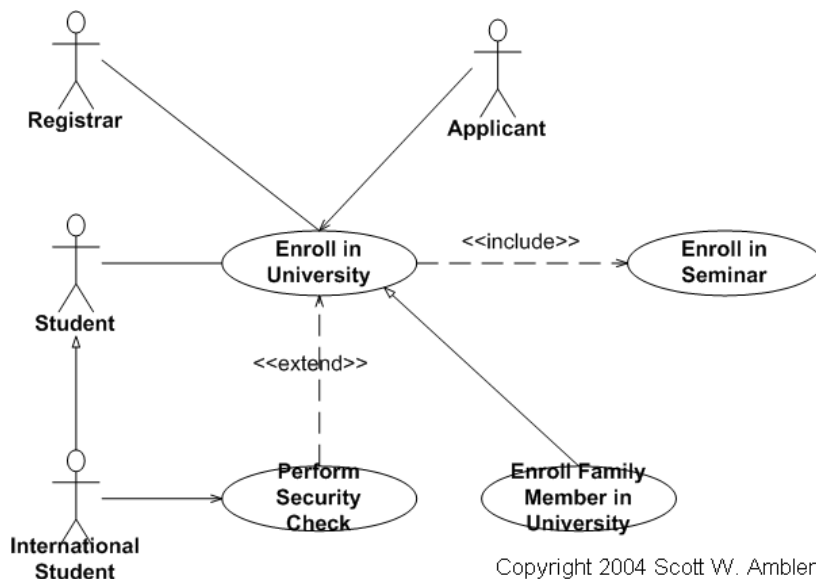 Registrar
Applicant
Enroll in
University
<<include>>
Enroll in
Seminar
Student
<<extend>>
Perform
Security
Check
Enroll Family
Member in
University
International
Student
Copyright 2004 Scott W. Ambler